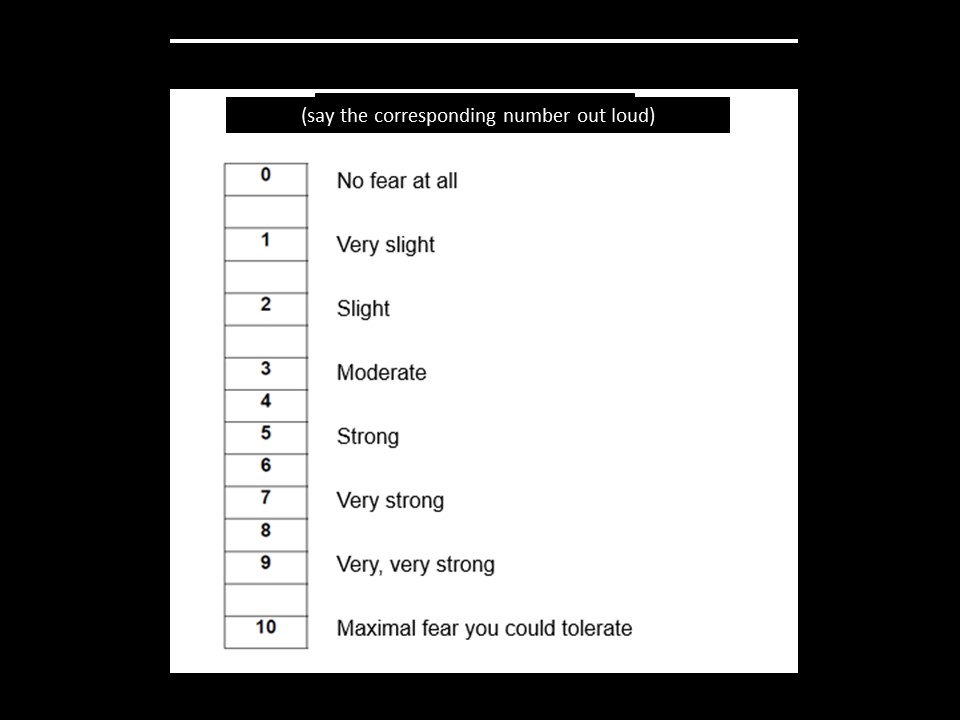 (say the corresponding number out loud)
0 No fear at all
1 Very slight
2 Slight
3 Moderate
4
5 Strong
6
7 Very strong
8
9 Very, very strong
10 Maximal fear you could tolerate